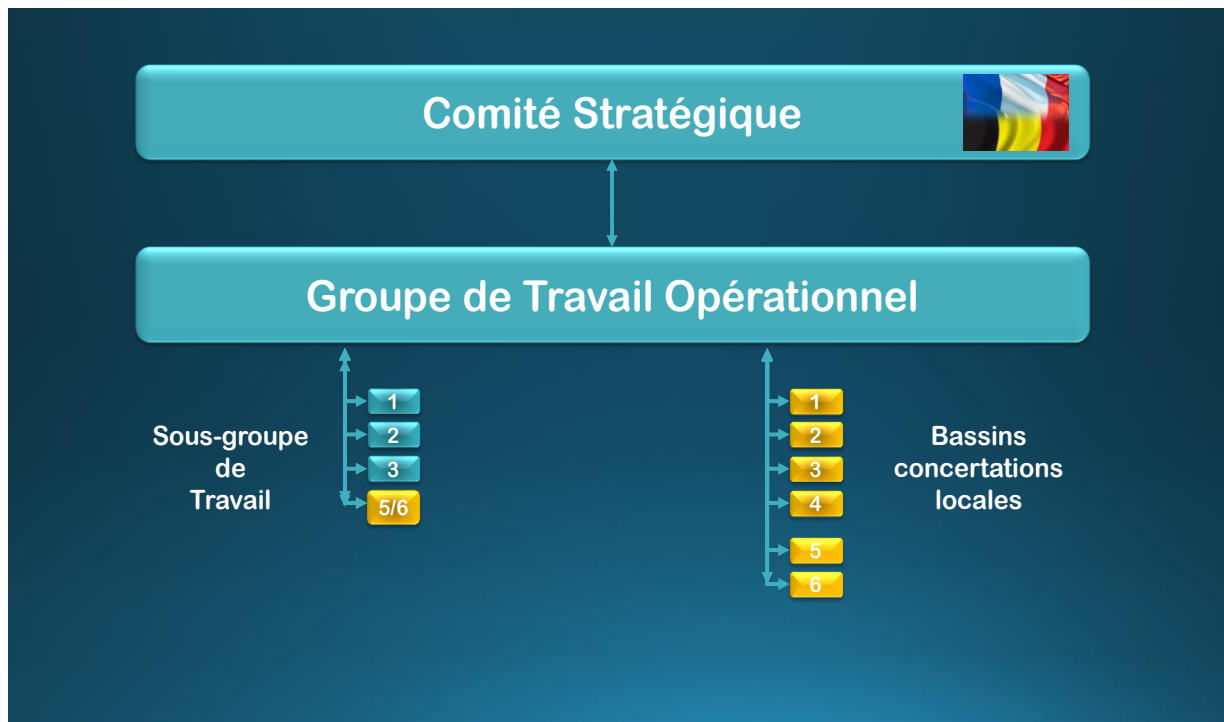 Comité Stratégique
Groupe de Travail Opérationnel
Sous-groupe
de
Travail
1
2
3
5/6
1
2
3
4
5
6
Bassins
concertations
locales